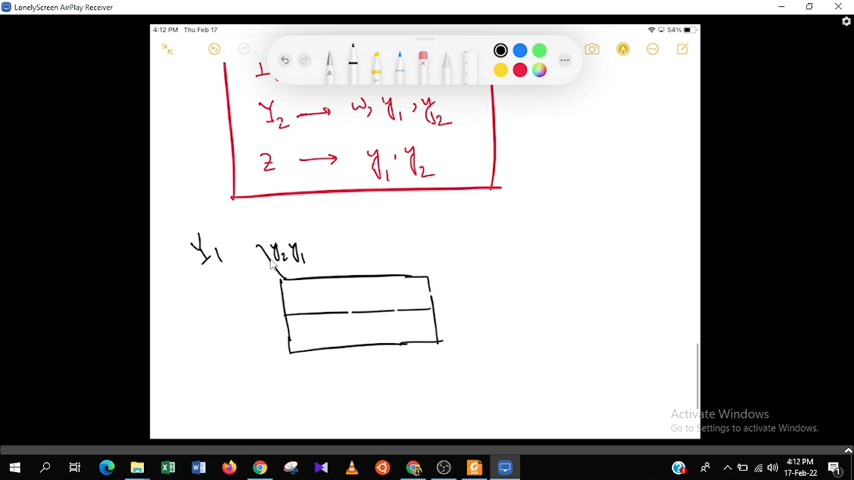 LonelyScreen AirPlay Receiver
4:12 PM Thu Feb 17
54%
Y₂ → w, y₁, y₂
Z → y₁ · y₂
Y₁ y₂y₁
Activate Windows
Go to Settings to activate Windows.
4:12 PM
17-Feb-22